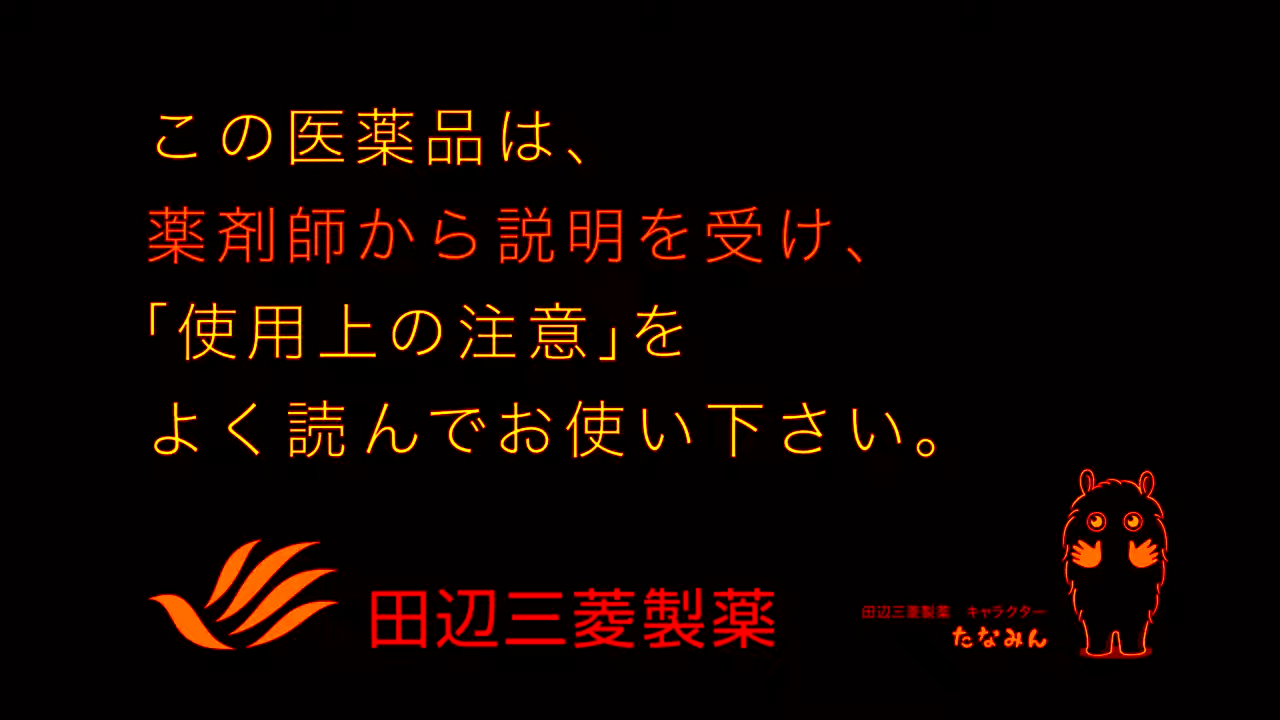 この医薬品は、
薬剤師から説明を受け、
「使用上の注意」を
よく読んでお使い下さい。
田辺三菱製薬
田辺三菱製薬　キャラクター
たなみん